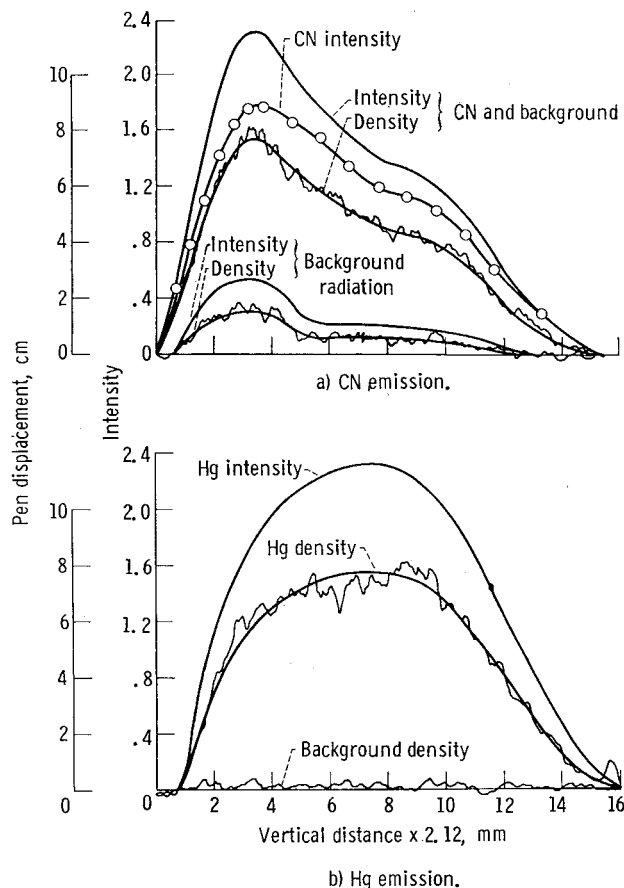 2.4
10
2.0
CN intensity
Intensity
Density
CN and background
8
1.6
6
1.2
4
.8
Intensity
Density
Background
radiation
2
.4
0
0
a) CN emission.
Pen displacement, cm
Intensity
2.4
Hg intensity
10
2.0
Hg density
8
1.6
6
1.2
4
.8
2
.4
Background density
0
0
2
4
6
8
10
12
14
16
Vertical distance x 2.12, mm
b) Hg emission.